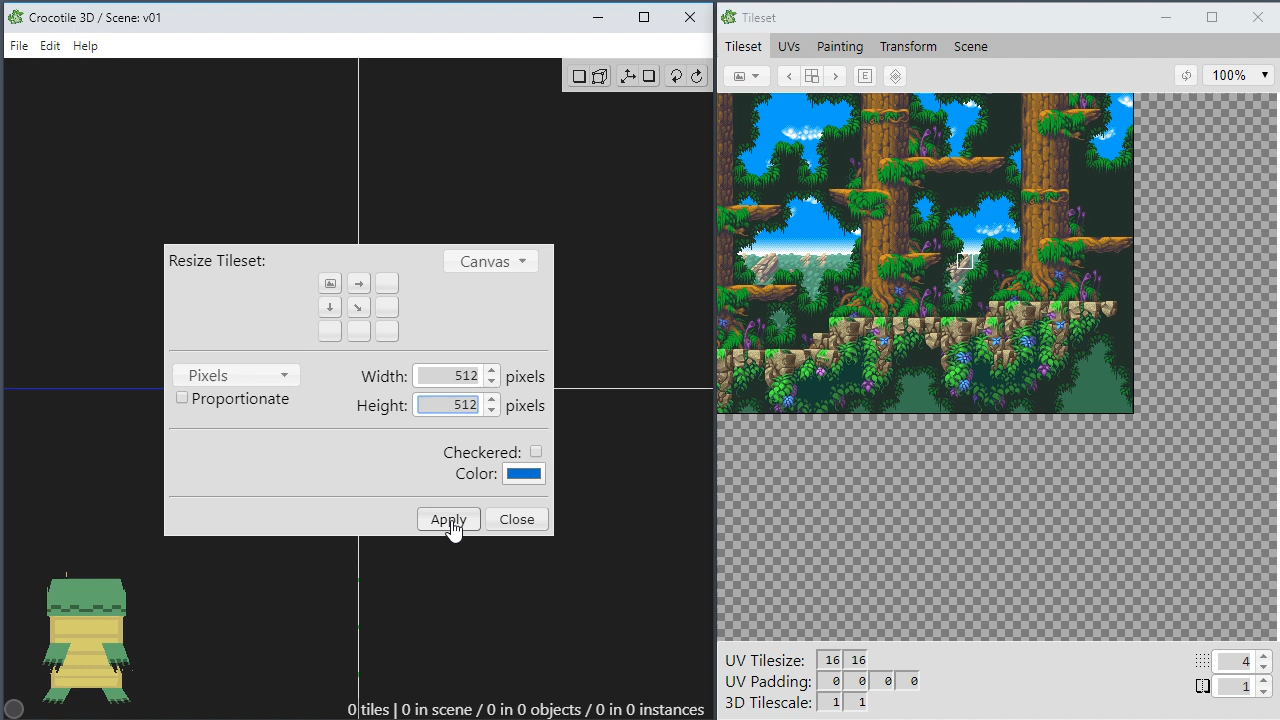 Crocotile 3D / Scene: v01
File Edit Help
Resize Tileset:
Canvas
Pixels
Proportionate
Width: 512 pixels
Height: 512 pixels
Checkered:
Color:
Apply Close
0 tiles | 0 in scene / 0 in 0 objects / 0 in 0 instances
Tileset
Tileset UVs Painting Transform Scene
E
100%
UV Tilesize: 16 16
UV Padding: 0 0 0 0
3D Tilescale: 1 1
4
1